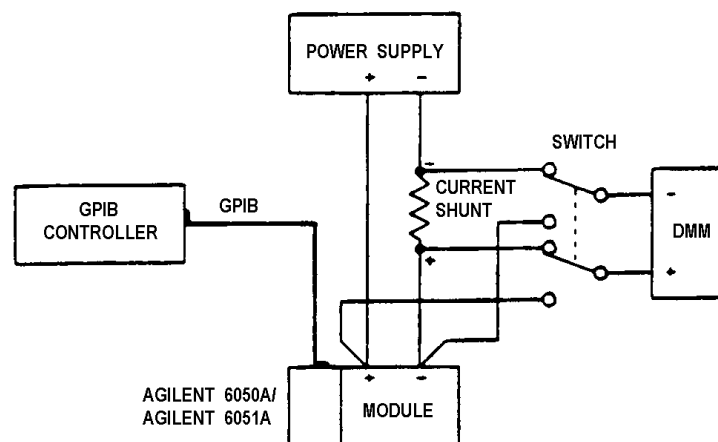 POWER SUPPLY
+ -
SWITCH
-
CURRENT
SHUNT
-
DMM
+
+
GPIB
CONTROLLER
GPIB
AGILENT 6050A/
AGILENT 6051A
+ -
MODULE